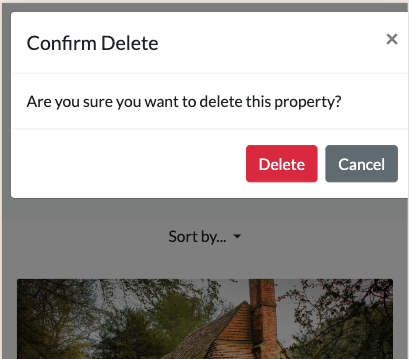 Confirm Delete ×
Are you sure you want to delete this property?
Delete Cancel
Sort by...